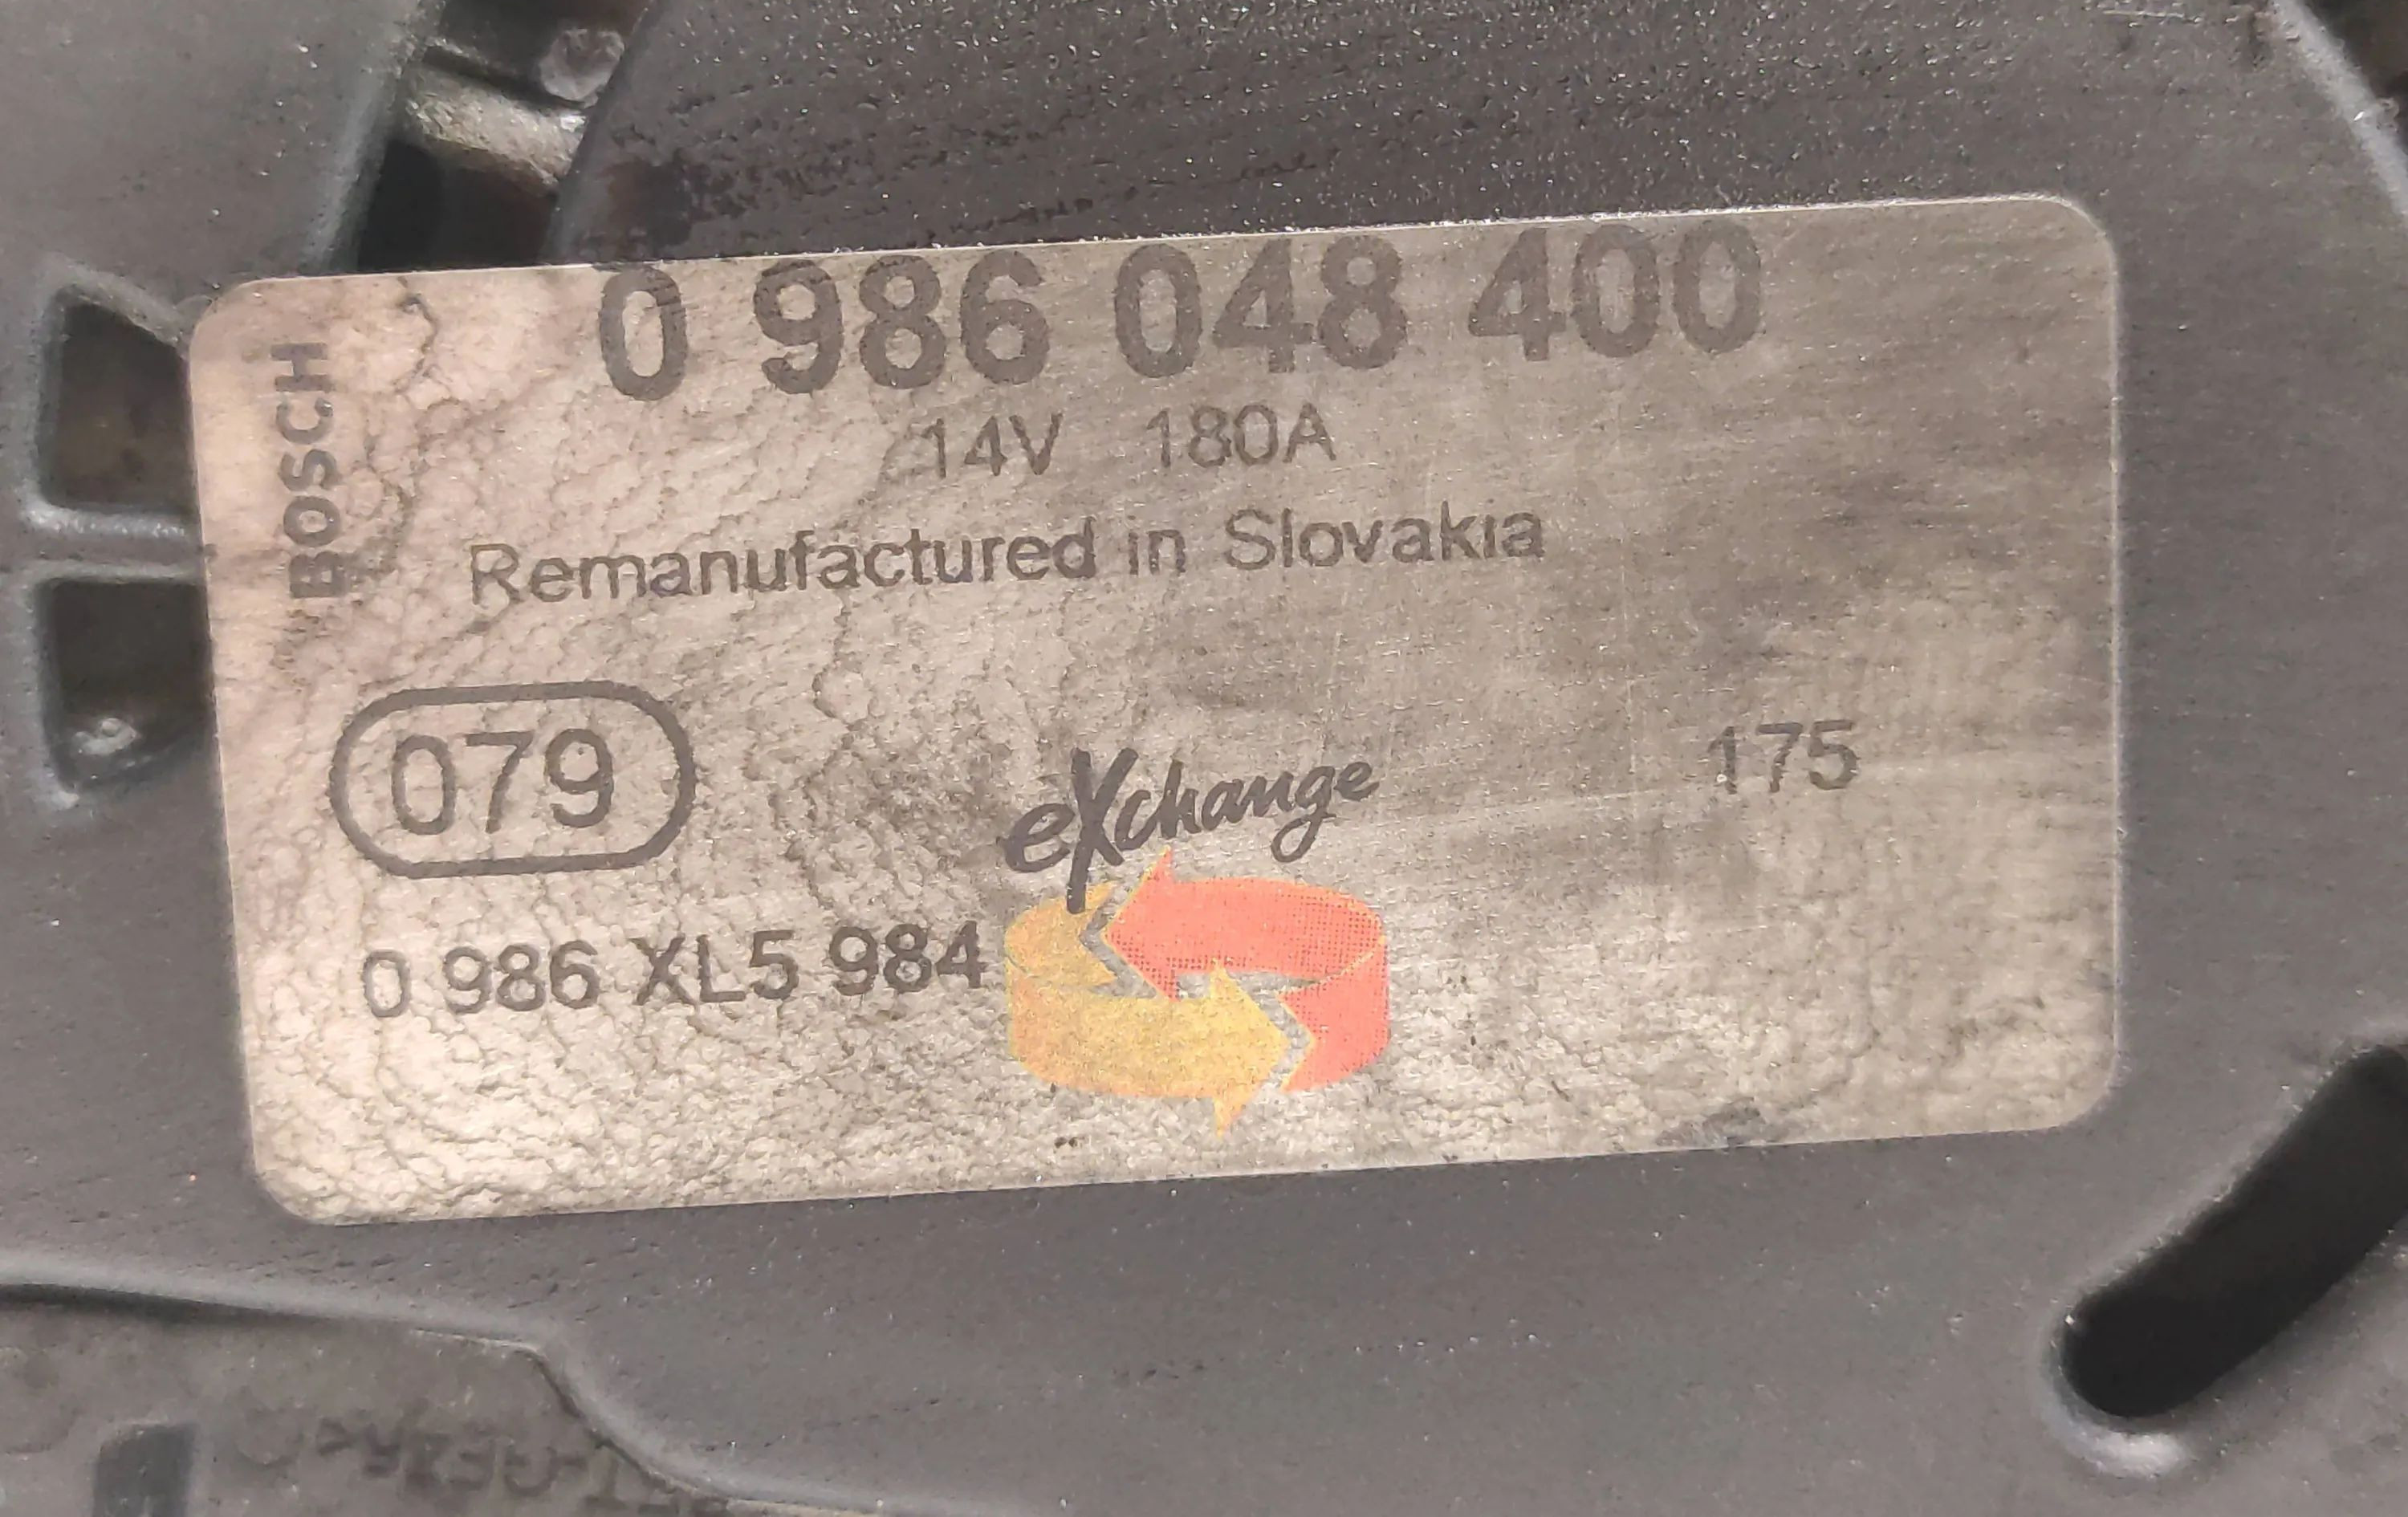 0 986 048 400
BOSCH
14V 180A
Remanufactured in Slovakia
079
eXchange
175
0 986 XL5 984